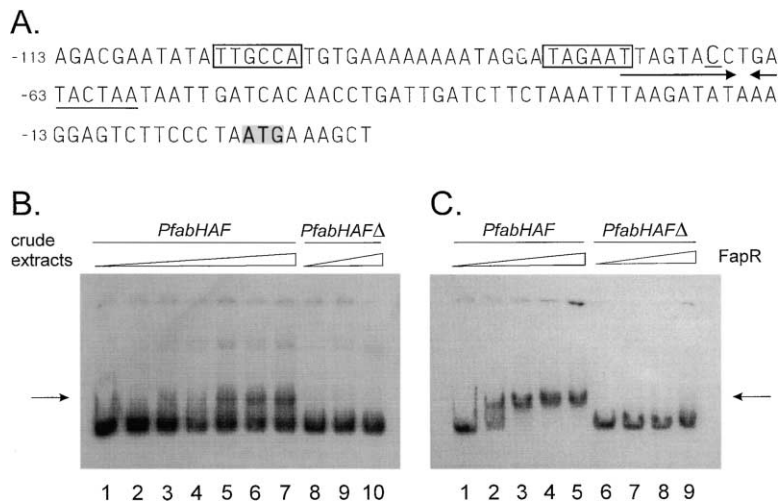 A.
-113 AGACGAATATATTGCCATGTGAAAAAAAATAGGATAGAATTAGTACCTGA
-63 TACTAATAATTGATCACAACCTGATTGATCTTCTAAATTTAAGATATAAA
-13 GGAGTCTTCCCTAATGAAAGCT
B.
PfabHAF PfabHAFΔ
crude extracts
1 2 3 4 5 6 7 8 9 10
C.
PfabHAF PfabHAFΔ
FapR
1 2 3 4 5 6 7 8 9